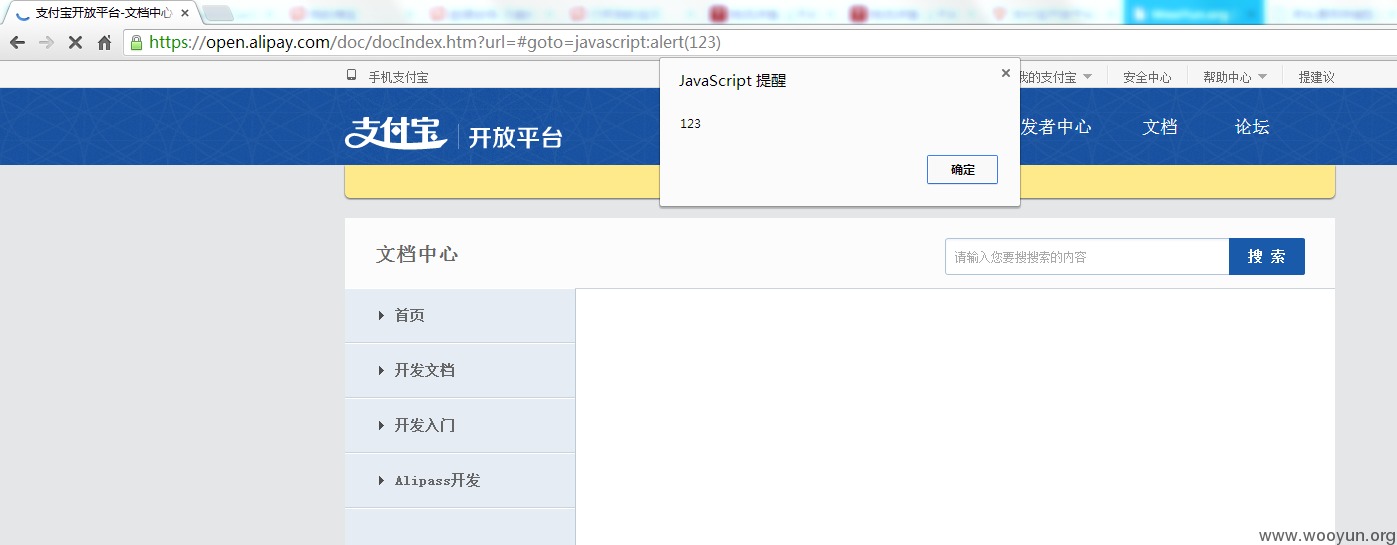 支付宝开放平台-文档中心
https://open.alipay.com/doc/docIndex.htm?url=#goto=javascript:alert(123)
手机支付宝
我的支付宝 安全中心 帮助中心 提建议
JavaScript 提醒
123
确定
支付宝 开放平台
发者中心 文档 论坛
文档中心
请输入您要搜搜索的内容
搜 索
首页
开发文档
开发入门
Alipass开发
www.wooyun.org